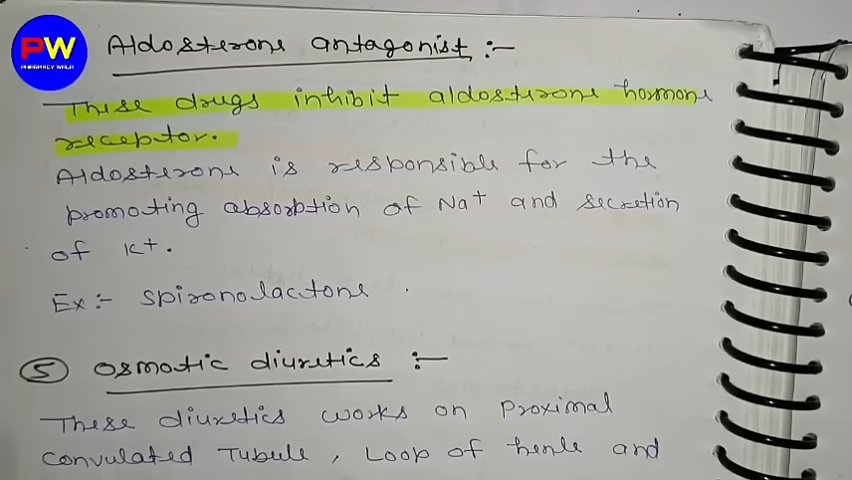 PW
PHARMACY WALA
Aldosterone antagonist :-
These drugs inhibit aldosterone hormone
receptor.
Aldosterone is responsible for the
promoting absorption of Na+ and secretion
of K+.
Ex:- Spironolactone .
5 Osmotic diuretics :-
These diuretics works on Proximal
convulated Tubule, Loop of henle and